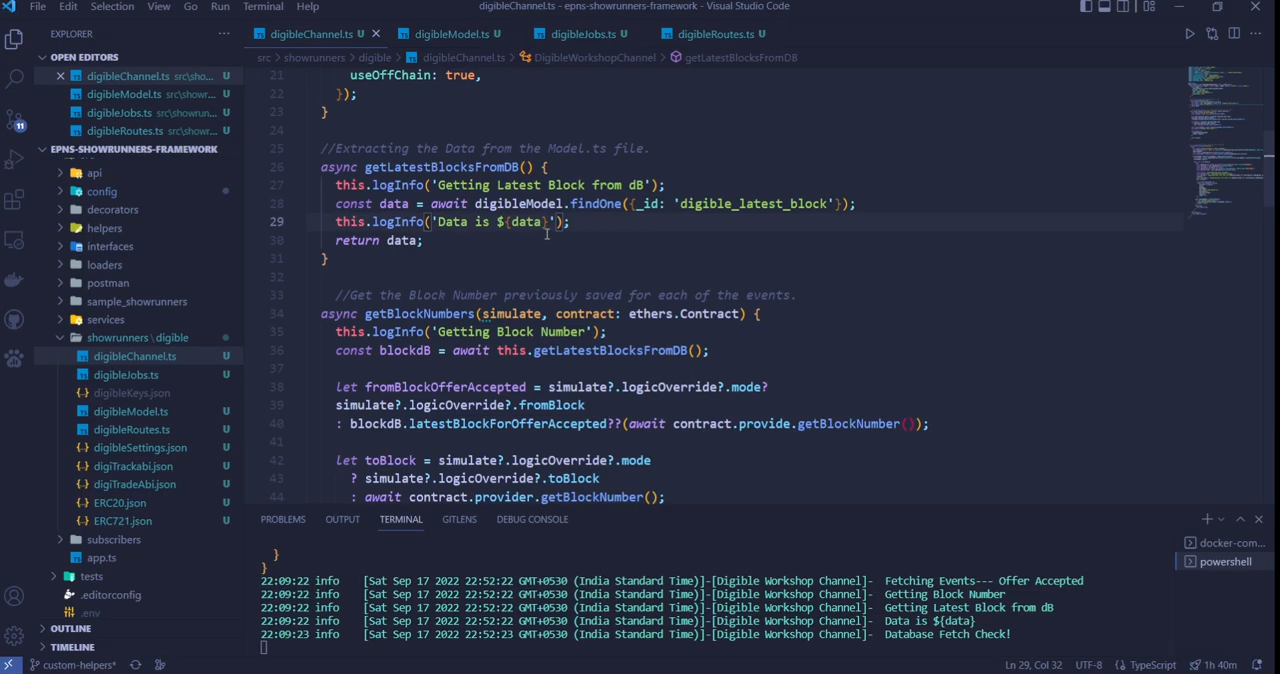 File Edit Selection View Go Run Terminal Help digibleChannel.ts - epns-showrunners-framework - Visual Studio Code
EXPLORER ···
digibleChannel.ts U digibleModel.ts U digibleJobs.ts U digibleRoutes.ts U
src > showrunners > digible > digibleChannel.ts > DigibleWorkshopChannel > getLatestBlocksFromDB
OPEN EDITORS
digibleChannel.ts src\sho... U
digibleModel.ts src\showr... U
digibleJobs.ts src\showrun... U
digibleRoutes.ts src\showr... U
EPNS-SHOWRUNNERS-FRAMEWORK
api
config
decorators
helpers
interfaces
loaders
postman
sample_showrunners
services
showrunners \ digible
digibleChannel.ts U
digibleJobs.ts U
digibleKeys.json
digibleModel.ts U
digibleRoutes.ts U
digibleSettings.json U
digiTrackabi.json U
digiTradeAbi.json U
ERC20.json U
ERC721.json U
subscribers
app.ts
tests
.editorconfig
.env
OUTLINE
TIMELINE
21 useOffChain: true,
22 });
23 }
24
25 //Extracting the Data from the Model.ts file.
26 async getLatestBlocksFromDB() {
27 this.logInfo('Getting Latest Block from dB');
28 const data = await digibleModel.findOne({_id: 'digible_latest_block'});
29 this.logInfo('Data is ${data}');
30 return data;
31 }
32
33 //Get the Block Number previously saved for each of the events.
34 async getBlockNumbers(simulate, contract: ethers.Contract) {
35 this.logInfo('Getting Block Number');
36 const blockdB = await this.getLatestBlocksFromDB();
37
38 let fromBlockOfferAccepted = simulate?.logicOverride?.mode?
39 simulate?.logicOverride?.fromBlock
40 : blockdB.latestBlockForOfferAccepted??(await contract.provide.getBlockNumber());
41
42 let toBlock = simulate?.logicOverride?.mode
43 ? simulate?.logicOverride?.toBlock
44 : await contract.provider.getBlockNumber();
PROBLEMS OUTPUT TERMINAL GITLENS DEBUG CONSOLE
docker-com...
powershell
}
}
22:09:22 info [Sat Sep 17 2022 22:52:22 GMT+0530 (India Standard Time)]-[Digible Workshop Channel]- Fetching Events--- Offer Accepted
22:09:22 info [Sat Sep 17 2022 22:52:22 GMT+0530 (India Standard Time)]-[Digible Workshop Channel]- Getting Block Number
22:09:22 info [Sat Sep 17 2022 22:52:22 GMT+0530 (India Standard Time)]-[Digible Workshop Channel]- Getting Latest Block from dB
22:09:22 info [Sat Sep 17 2022 22:52:22 GMT+0530 (India Standard Time)]-[Digible Workshop Channel]- Data is ${data}
22:09:23 info [Sat Sep 17 2022 22:52:23 GMT+0530 (India Standard Time)]-[Digible Workshop Channel]- Database Fetch Check!
11
custom-helpers* Ln 29, Col 32 UTF-8 {} TypeScript 1h 40m